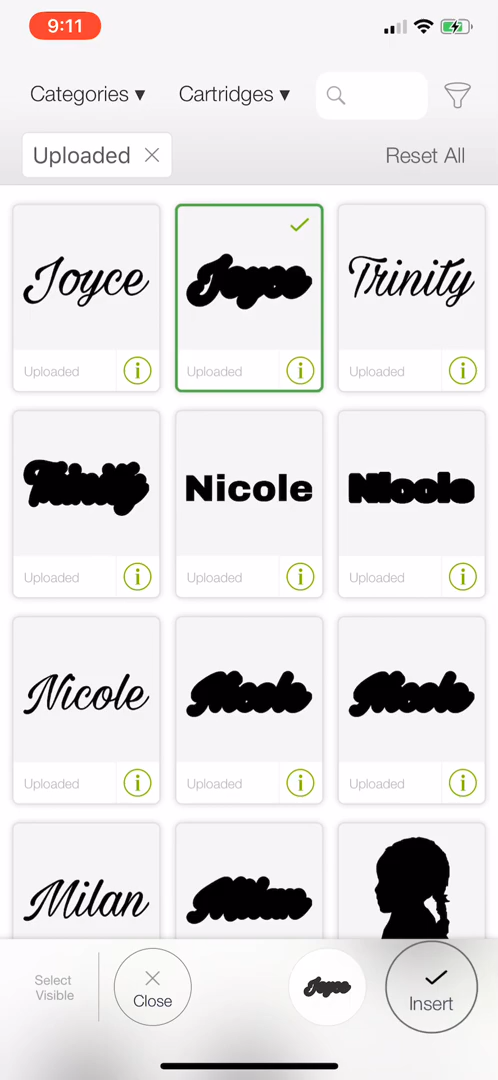 9:11
Categories ▾ Cartridges ▾
Uploaded ×
Reset All
Joyce
Joyce
Trinity
Uploaded
Uploaded
Uploaded
Trinity
Nicole
Nicole
Uploaded
Uploaded
Uploaded
Nicole
Nicole
Nicole
Uploaded
Uploaded
Uploaded
Milan
Milan
Select
Visible
Close
Joyce
Insert